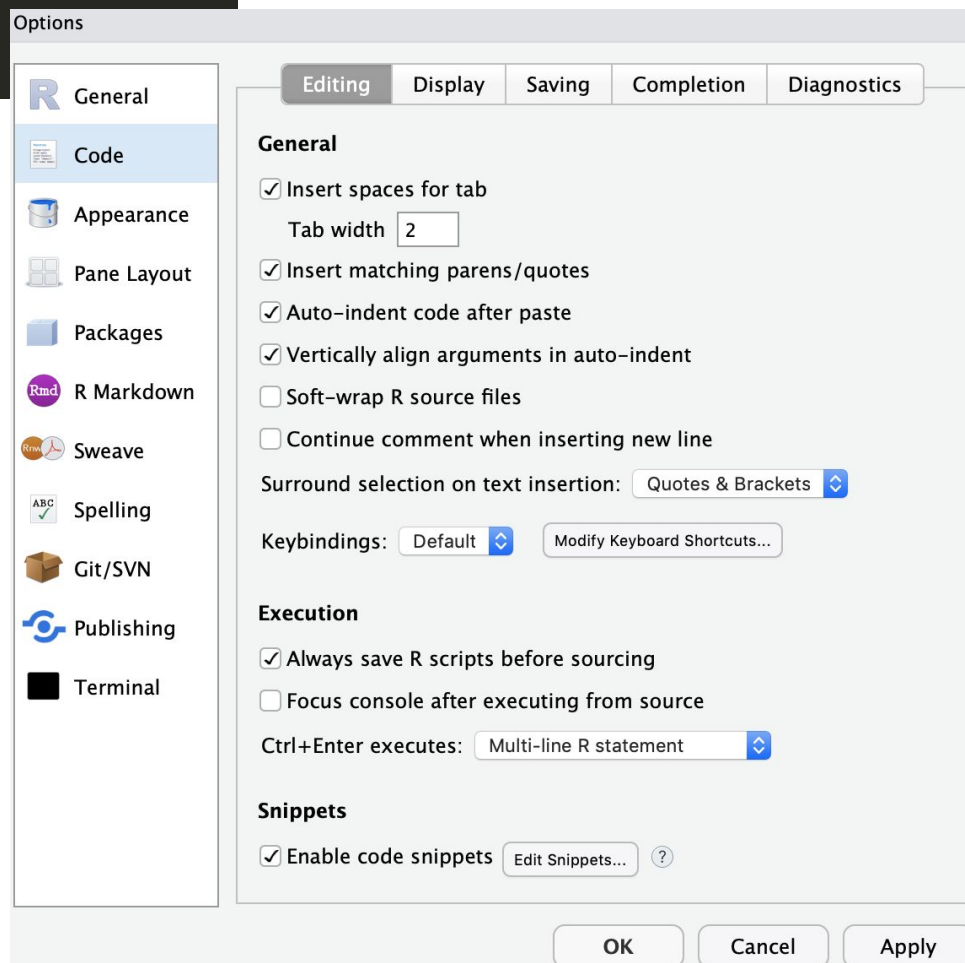 Options
R General
Code
Appearance
Pane Layout
Packages
Rmd R Markdown
Rnw Sweave
ABC Spelling
Git/SVN
Publishing
Terminal
Editing Display Saving Completion Diagnostics
General
Insert spaces for tab
Tab width 2
Insert matching parens/quotes
Auto-indent code after paste
Vertically align arguments in auto-indent
Soft-wrap R source files
Continue comment when inserting new line
Surround selection on text insertion: Quotes & Brackets
Keybindings: Default Modify Keyboard Shortcuts...
Execution
Always save R scripts before sourcing
Focus console after executing from source
Ctrl+Enter executes: Multi-line R statement
Snippets
Enable code snippets Edit Snippets... ?
OK Cancel Apply